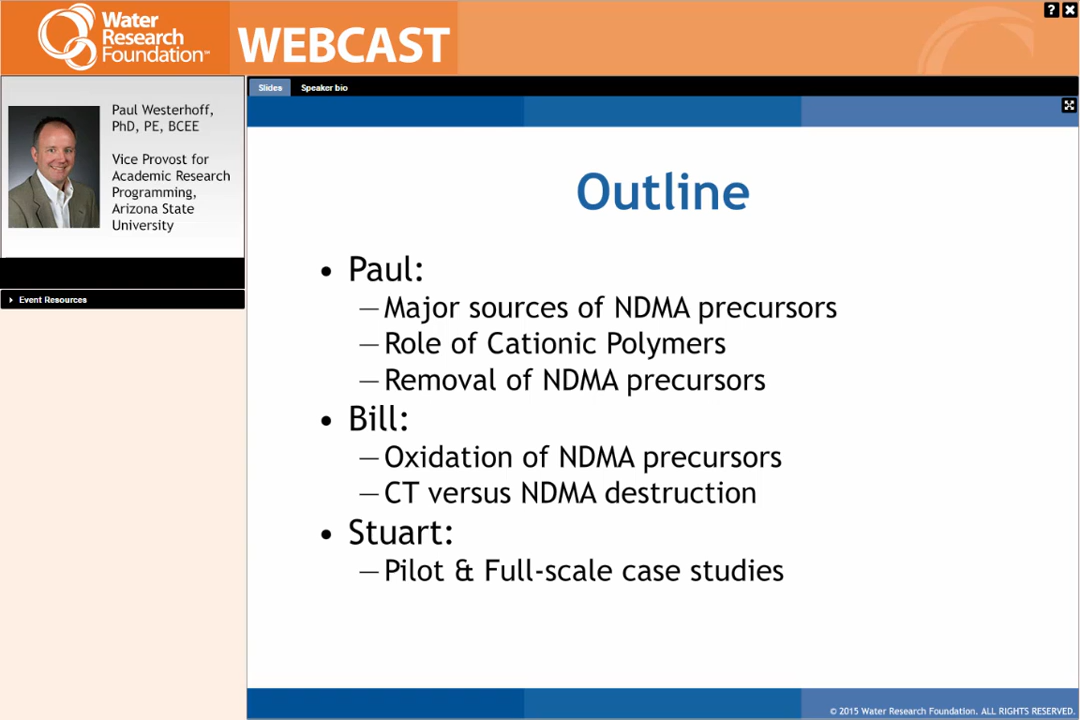 Water
Research
Foundation℠
WEBCAST
Paul Westerhoff,
PhD, PE, BCEE
Vice Provost for
Academic Research
Programming,
Arizona State
University
Event Resources
Slides
Speaker bio
Outline
• Paul:
—Major sources of NDMA precursors
—Role of Cationic Polymers
—Removal of NDMA precursors
• Bill:
—Oxidation of NDMA precursors
—CT versus NDMA destruction
• Stuart:
—Pilot & Full-scale case studies
© 2015 Water Research Foundation. ALL RIGHTS RESERVED.